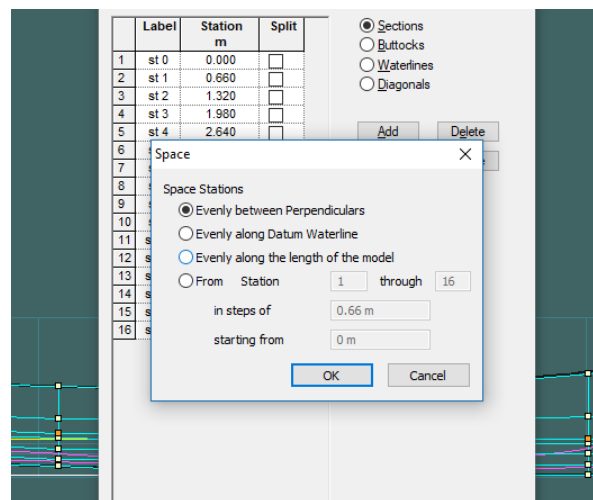 Label Station m Split
1 st 0 0.000
2 st 1 0.660
3 st 2 1.320
4 st 3 1.980
5 st 4 2.640
6
7
8
9
10
11
12
13
14
15
16
Sections
Buttocks
Waterlines
Diagonals
Add Delete
Space
Space Stations
Evenly between Perpendiculars
Evenly along Datum Waterline
Evenly along the length of the model
From Station 1 through 16
in steps of 0.66 m
starting from 0 m
OK Cancel